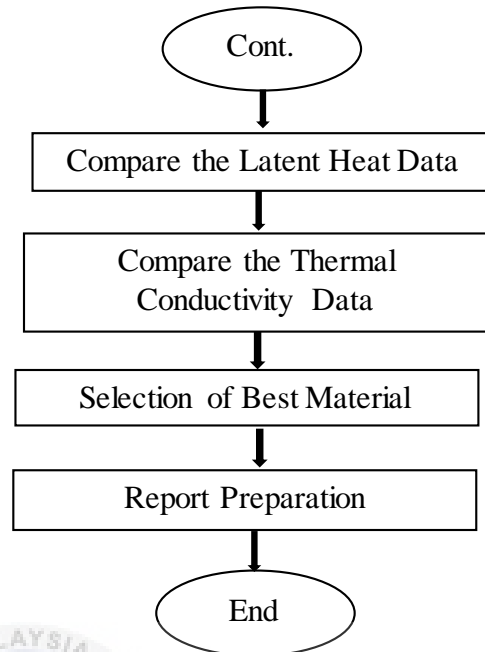 Cont.
Compare the Latent Heat Data
Compare the Thermal
Conductivity Data
Selection of Best Material
Report Preparation
End